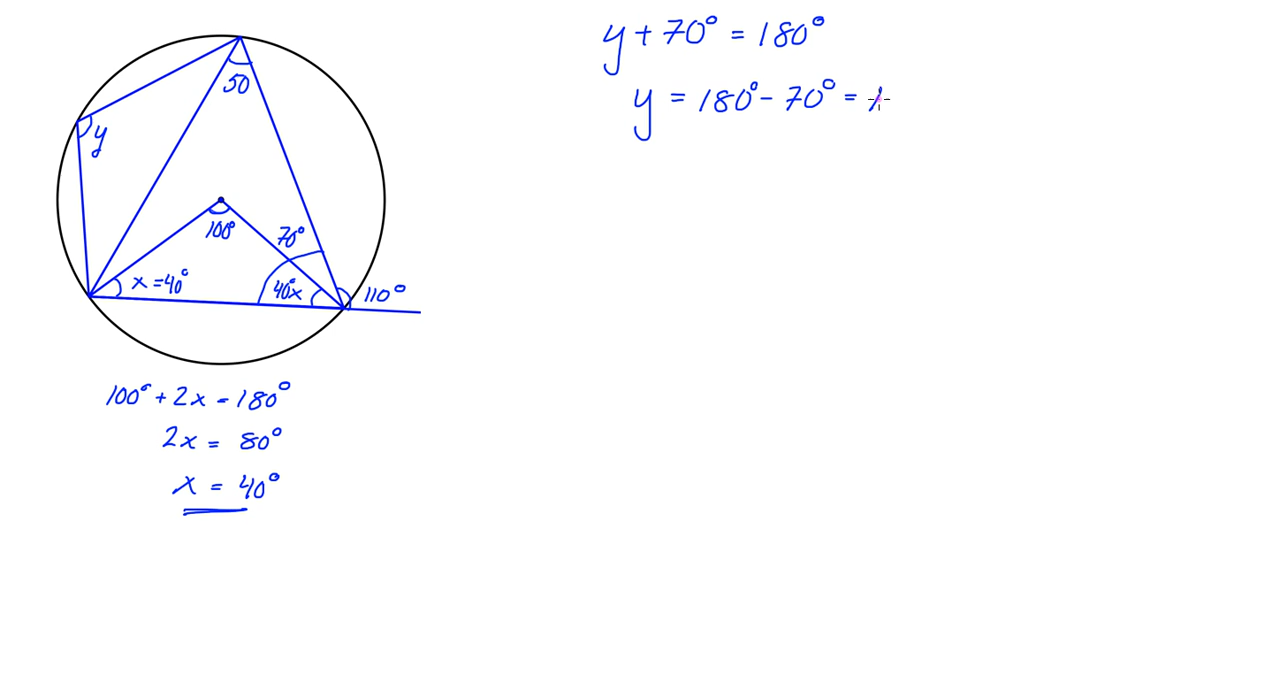 y + 70° = 180°
y = 180° - 70° =
50
y
100°
70°
x = 40°
40°x
110°
100° + 2x = 180°
2x = 80°
x = 40°